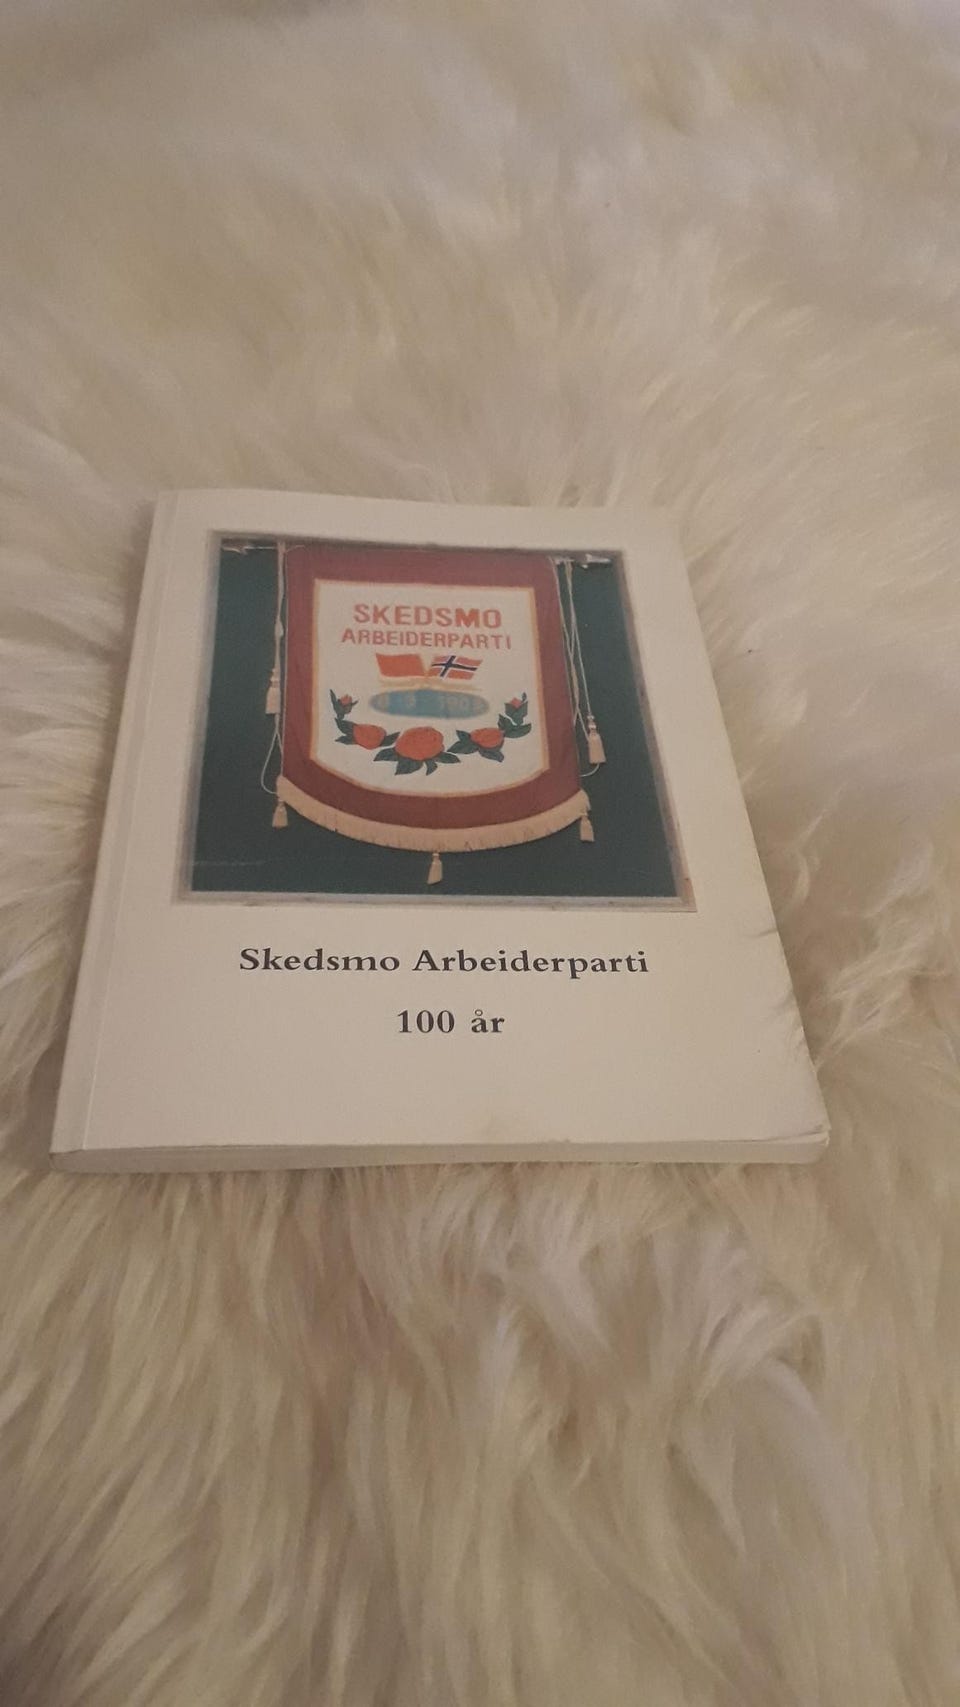 SKEDSMO
ARBEIDERPARTI
Skedsmo Arbeiderparti
100 år